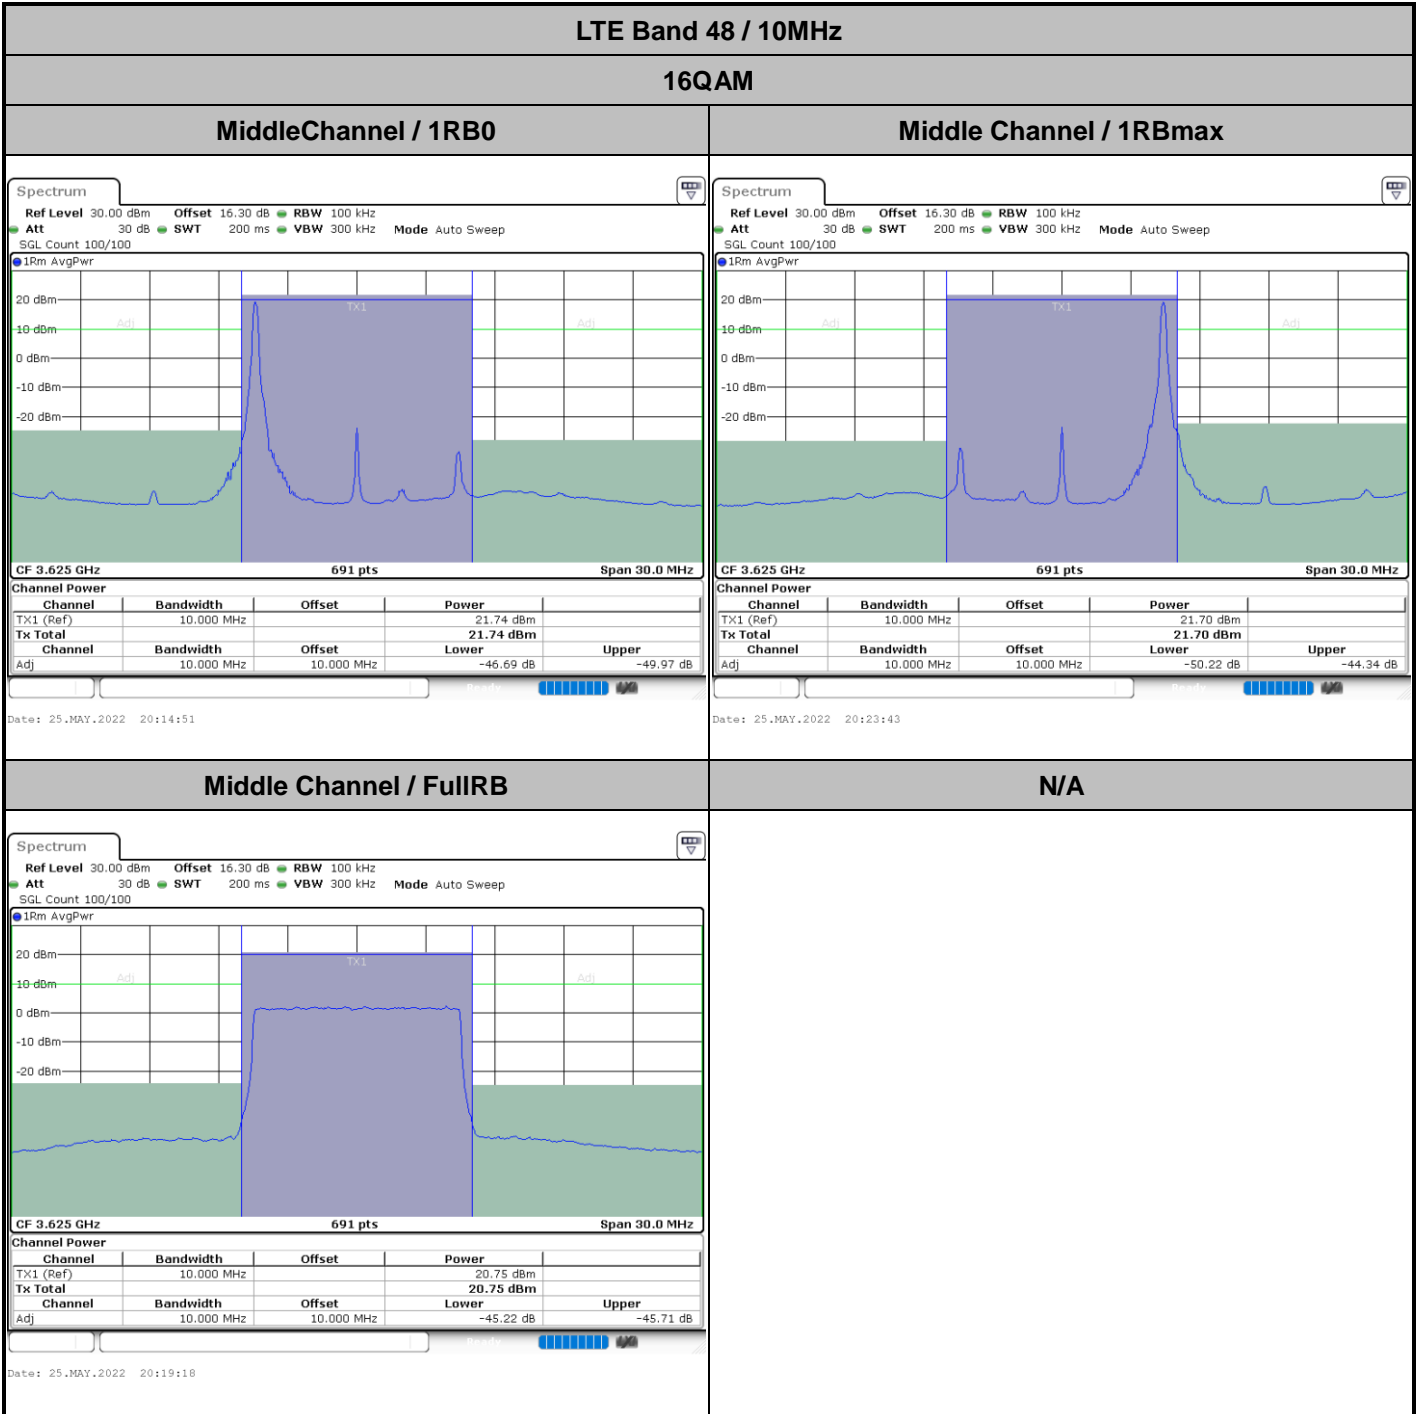 LTE Band 48 / 10MHz
16QAM
MiddleChannel / 1RB0
Middle Channel / 1RBmax
Spectrum
Ref Level 30.00 dBm Offset 16.30 dB RBW 100 kHz
Att 30 dB SWT 200 ms VBW 300 kHz Mode Auto Sweep
SGL Count 100/100
1Rm AvgPwr
20 dBm
TX1
10 dBm
Adj
Adj
0 dBm
-10 dBm
-20 dBm
CF 3.625 GHz 691 pts Span 30.0 MHz
Channel Power
Channel Bandwidth Offset Power
TX1 (Ref) 10.000 MHz 21.74 dBm
Tx Total 21.74 dBm
Channel Bandwidth Offset Lower Upper
Adj 10.000 MHz 10.000 MHz -46.69 dB -49.97 dB
Ready
Date: 25.MAY.2022 20:14:51
Spectrum
Ref Level 30.00 dBm Offset 16.30 dB RBW 100 kHz
Att 30 dB SWT 200 ms VBW 300 kHz Mode Auto Sweep
SGL Count 100/100
1Rm AvgPwr
20 dBm
TX1
10 dBm
Adj
Adj
0 dBm
-10 dBm
-20 dBm
CF 3.625 GHz 691 pts Span 30.0 MHz
Channel Power
Channel Bandwidth Offset Power
TX1 (Ref) 10.000 MHz 21.70 dBm
Tx Total 21.70 dBm
Channel Bandwidth Offset Lower Upper
Adj 10.000 MHz 10.000 MHz -50.22 dB -44.34 dB
Ready
Date: 25.MAY.2022 20:23:43
Middle Channel / FullRB
N/A
Spectrum
Ref Level 30.00 dBm Offset 16.30 dB RBW 100 kHz
Att 30 dB SWT 200 ms VBW 300 kHz Mode Auto Sweep
SGL Count 100/100
1Rm AvgPwr
20 dBm
TX1
10 dBm
Adj
Adj
0 dBm
-10 dBm
-20 dBm
CF 3.625 GHz 691 pts Span 30.0 MHz
Channel Power
Channel Bandwidth Offset Power
TX1 (Ref) 10.000 MHz 20.75 dBm
Tx Total 20.75 dBm
Channel Bandwidth Offset Lower Upper
Adj 10.000 MHz 10.000 MHz -45.22 dB -45.71 dB
Ready
Date: 25.MAY.2022 20:19:18